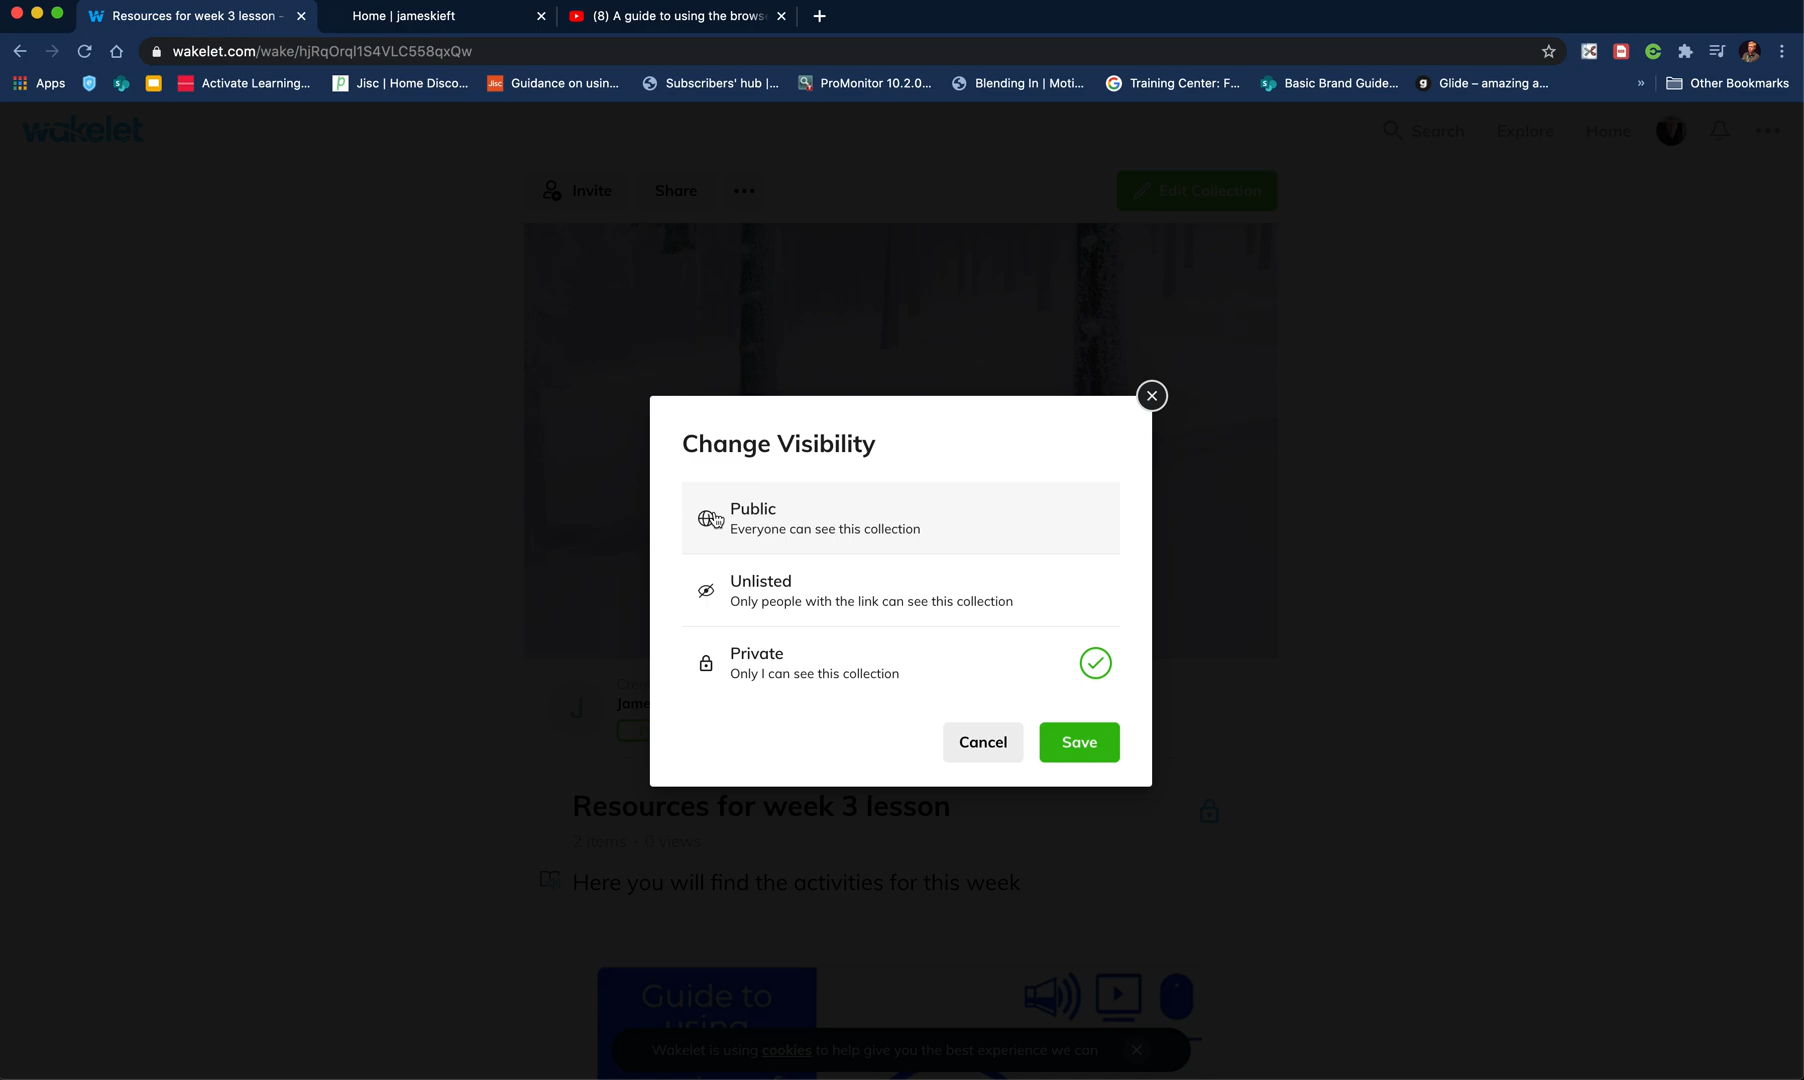 Resources for week 3 lesson -
Home | jameskieft
(8) A guide to using the brows
wakelet.com/wake/hjRqOrql1S4VLC558qxQw
Apps
Activate Learning...
Jisc | Home Disco...
Jisc
Guidance on usin...
Subscribers' hub |...
ProMonitor 10.2.0...
Blending In | Moti...
Training Center: F...
Basic Brand Guide...
Glide – amazing a...
»
Other Bookmarks
wakelet
Search
Explore
Home
Invite
Share
Edit Collection
Change Visibility
Public
Everyone can see this collection
Unlisted
Only people with the link can see this collection
Private
Only I can see this collection
J
Jame
Cancel
Save
Resources for week 3 lesson
2 items · 0 views
Here you will find the activities for this week
Guide to
using
Wakelet is using cookies to help give you the best experience we can